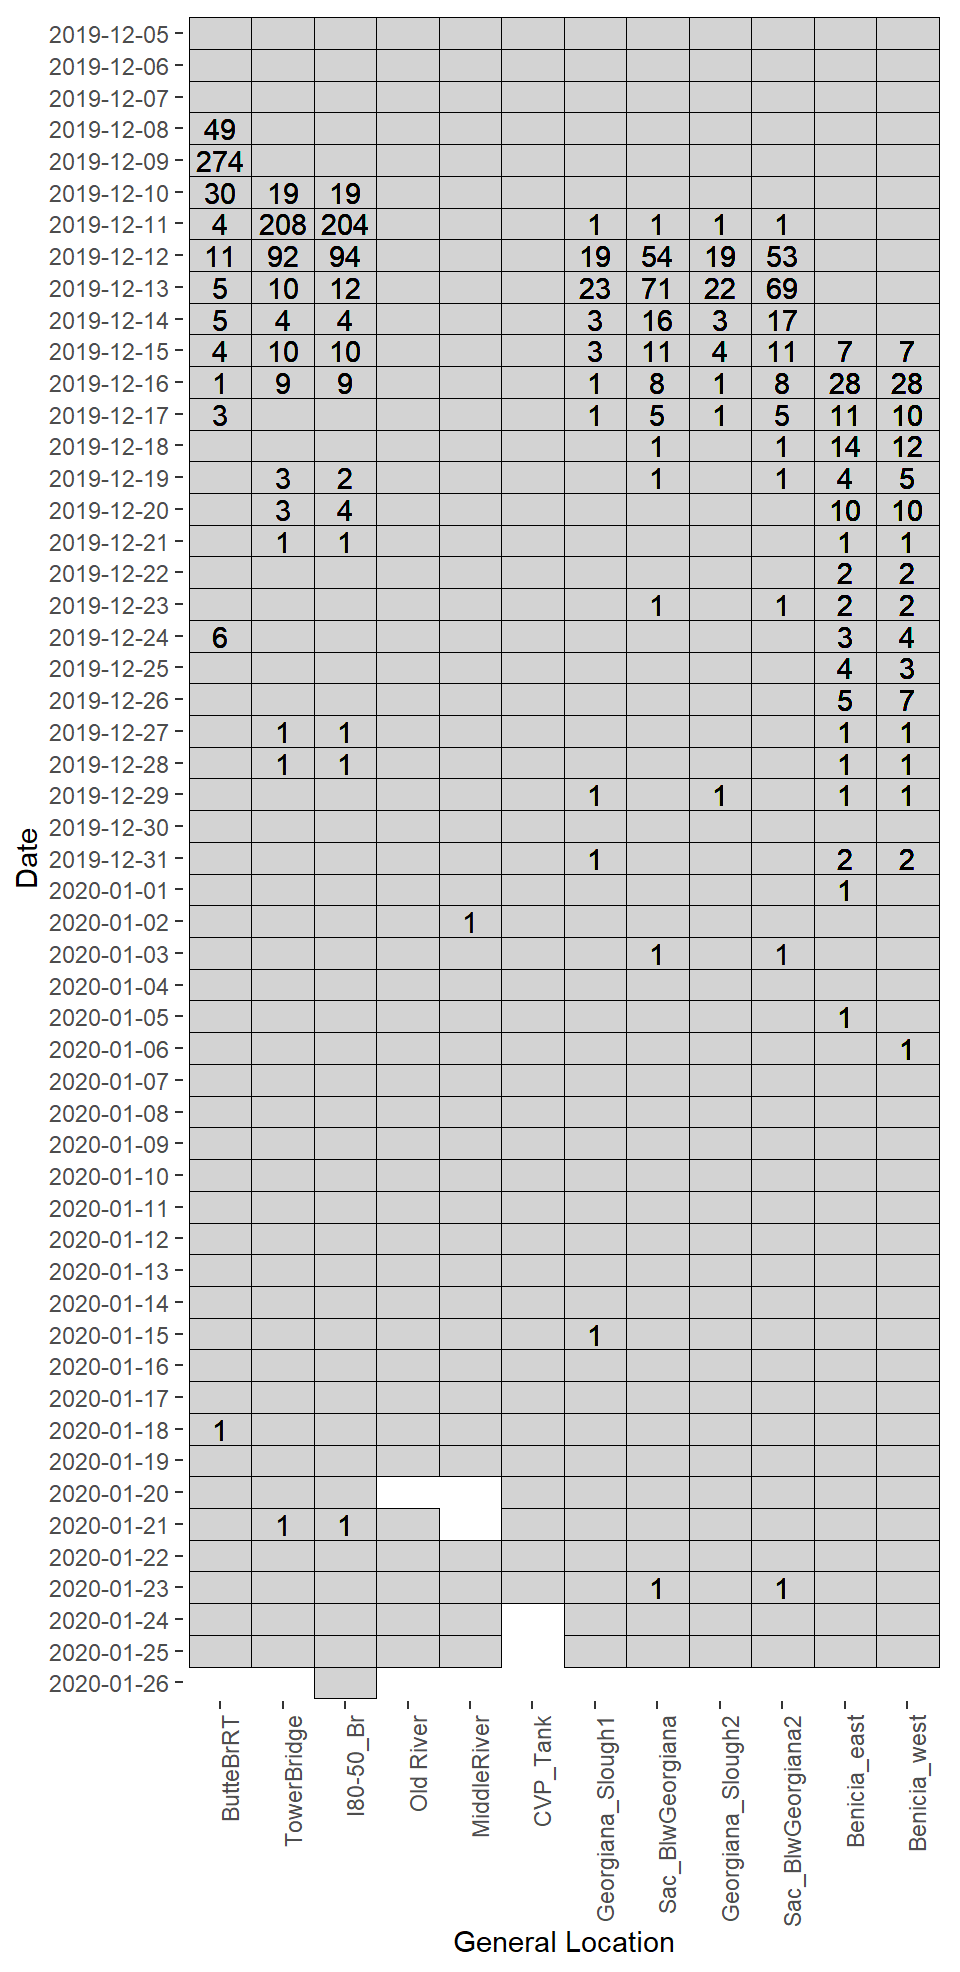 2019-12-05
2019-12-06
2019-12-07
2019-12-08 49
2019-12-09 274
2019-12-10 30 19 19
2019-12-11 4 208 204 1 1 1 1
2019-12-12 11 92 94 19 54 19 53
2019-12-13 5 10 12 23 71 22 69
2019-12-14 5 4 4 3 16 3 17
2019-12-15 4 10 10 3 11 4 11 7 7
2019-12-16 1 9 9 1 8 1 8 28 28
2019-12-17 3 1 5 1 5 11 10
2019-12-18 1 1 14 12
2019-12-19 3 2 1 1 4 5
2019-12-20 3 4 10 10
2019-12-21 1 1 1 1
2019-12-22 2 2
2019-12-23 1 1 2 2
2019-12-24 6 3 4
2019-12-25 4 3
2019-12-26 5 7
2019-12-27 1 1 1 1
2019-12-28 1 1 1 1
2019-12-29 1 1 1 1
2019-12-30
2019-12-31 1 2 2
2020-01-01 1
2020-01-02 1
2020-01-03 1 1
2020-01-04
2020-01-05 1
2020-01-06 1
2020-01-07
2020-01-08
2020-01-09
2020-01-10
2020-01-11
2020-01-12
2020-01-13
2020-01-14
2020-01-15 1
2020-01-16
2020-01-17
2020-01-18 1
2020-01-19
2020-01-20
2020-01-21 1 1
2020-01-22
2020-01-23 1 1
2020-01-24
2020-01-25
2020-01-26
Date
ButteBrRT
TowerBridge
I80-50_Br
Old River
MiddleRiver
CVP_Tank
Georgiana_Slough1
Sac_BlwGeorgiana
Georgiana_Slough2
Sac_BlwGeorgiana2
Benicia_east
Benicia_west
General Location